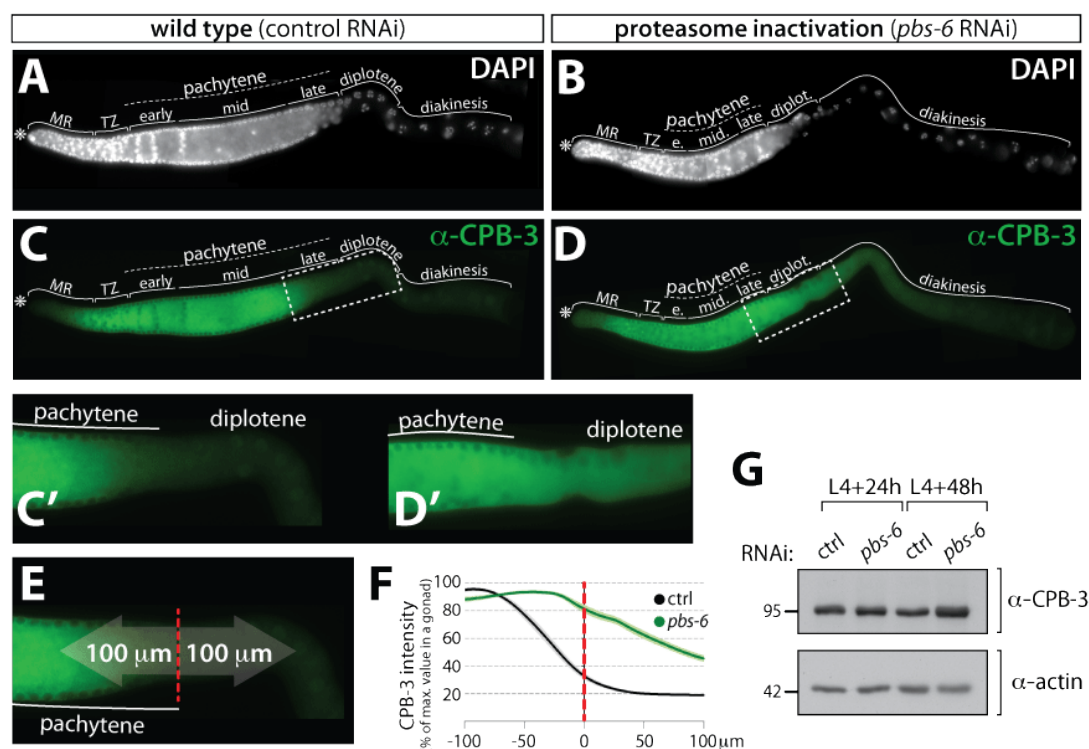 wild type (control RNAi)
proteasome inactivation (pbs-6 RNAi)
A
DAPI
pachytene
diplotene
MR
TZ
early
mid
late
diakinesis
*
B
DAPI
pachytene
MR
TZ
e.
mid.
late
diplot.
diakinesis
*
C
α-CPB-3
pachytene
diplotene
MR
TZ
early
mid
late
diakinesis
*
D
α-CPB-3
pachytene
MR
TZ
e.
mid.
late
diplot.
diakinesis
*
pachytene
diplotene
C′
pachytene
diplotene
D′
E
100 μm
100 μm
pachytene
F
CPB-3 intensity
% of max. value in a gonad)
100
80
60
40
20
-100
-50
0
50
100μm
ctrl
pbs-6
G
L4+24h
L4+48h
RNAi:
ctrl
pbs-6
ctrl
pbs-6
95
α-CPB-3
42
α-actin